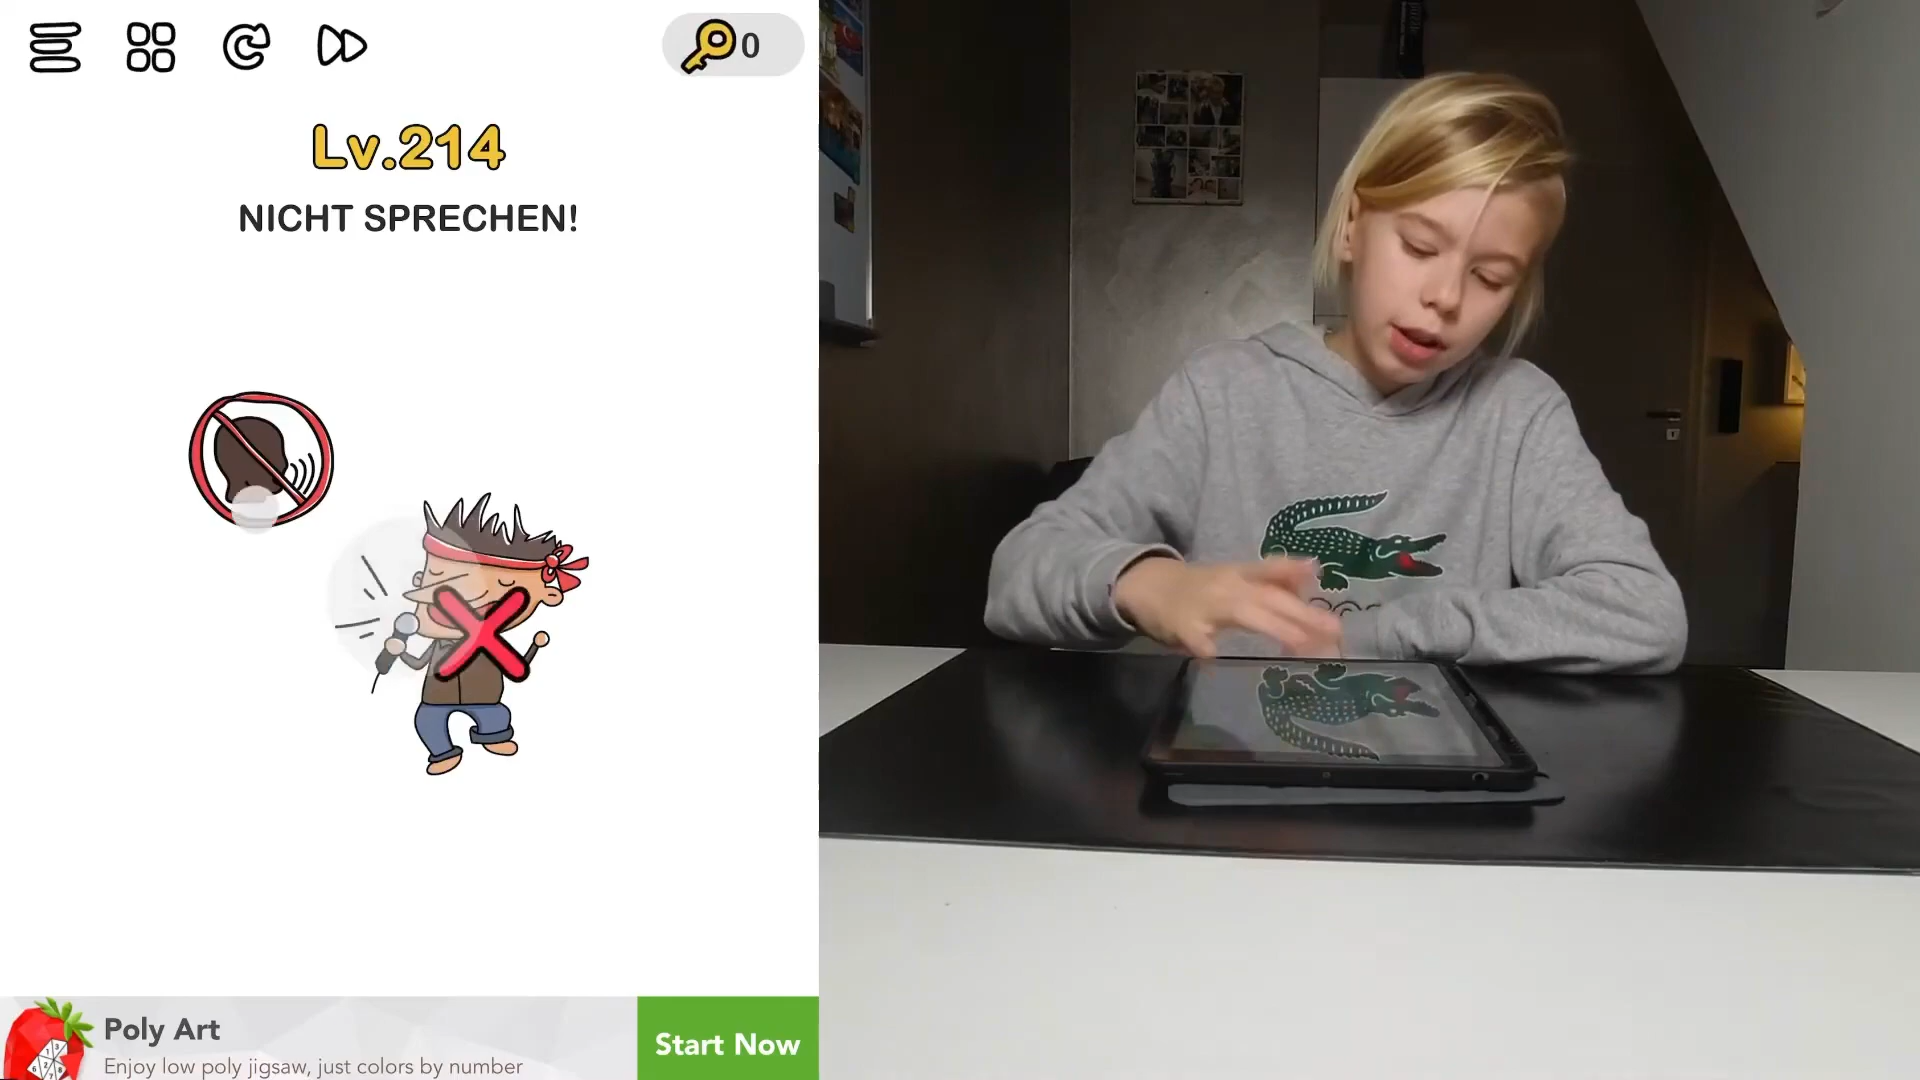 0
Lv.214
NICHT SPRECHEN!
Poly Art
Enjoy low poly jigsaw, just colors by number
Start Now